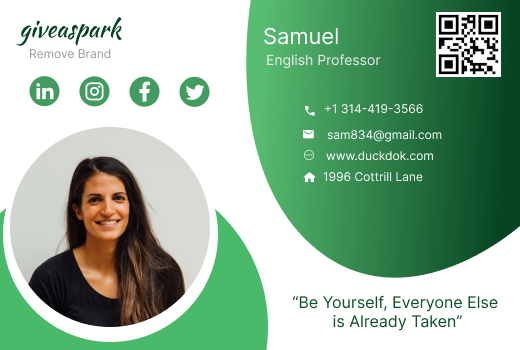 giveaspark
Remove Brand
Samuel
English Professor
+1 314-419-3566
sam834@gmail.com
www.duckdok.com
1996 Cottrill Lane
“Be Yourself, Everyone Else
is Already Taken”